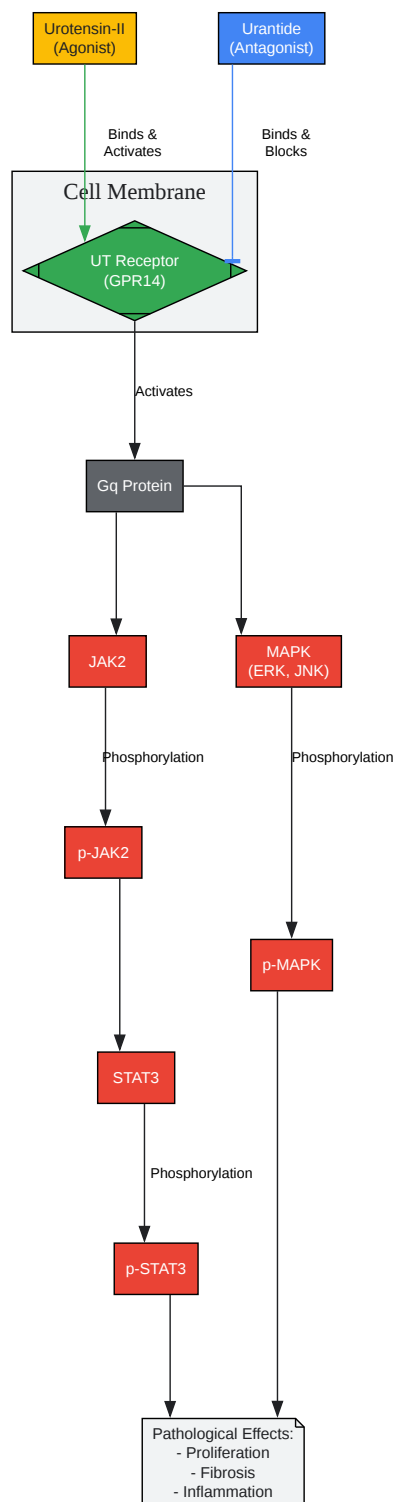 Urotensin-II
(Agonist)
Urantide
(Antagonist)
Binds &
Activates
Binds &
Blocks
Cell Membrane
UT Receptor
(GPR14)
Activates
Gq Protein
JAK2
MAPK
(ERK, JNK)
Phosphorylation
Phosphorylation
p-JAK2
p-MAPK
STAT3
Phosphorylation
p-STAT3
Pathological Effects:
- Proliferation
- Fibrosis
- Inflammation